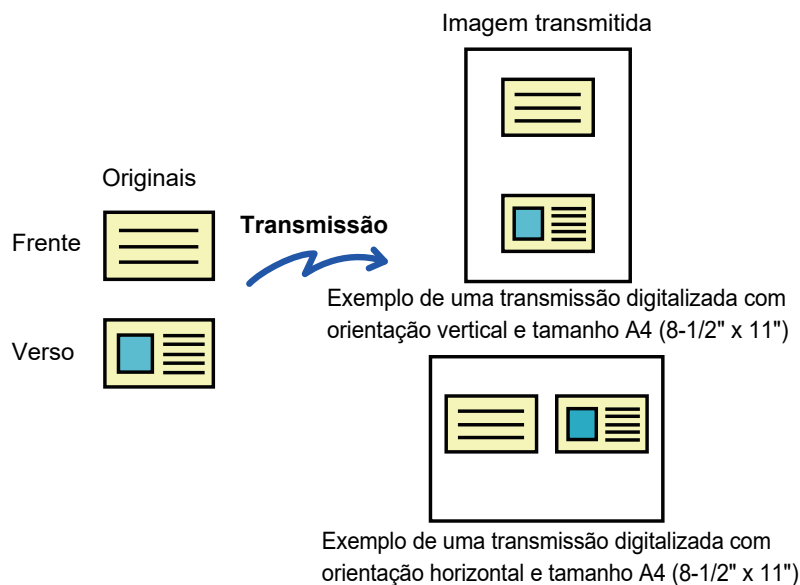 Imagem transmitida
Originais
Frente
Transmissão
Verso
Exemplo de uma transmissão digitalizada com
orientação vertical e tamanho A4 (8-1/2" x 11")
Exemplo de uma transmissão digitalizada com
orientação horizontal e tamanho A4 (8-1/2" x 11")